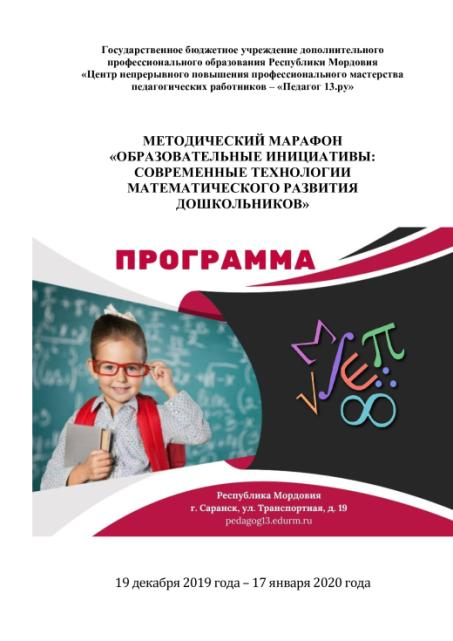 Государственное бюджетное учреждение дополнительного
профессионального образования Республики Мордовия
«Центр непрерывного повышения профессионального мастерства
педагогических работников – «Педагог 13.ру»
МЕТОДИЧЕСКИЙ МАРАФОН
«ОБРАЗОВАТЕЛЬНЫЕ ИНИЦИАТИВЫ:
СОВРЕМЕННЫЕ ТЕХНОЛОГИИ
МАТЕМАТИЧЕСКОГО РАЗВИТИЯ
ДОШКОЛЬНИКОВ»
ПРОГРАММА
Республика Мордовия
г. Саранск, ул. Транспортная, д. 19
pedagog13.edurm.ru
19 декабря 2019 года – 17 января 2020 года